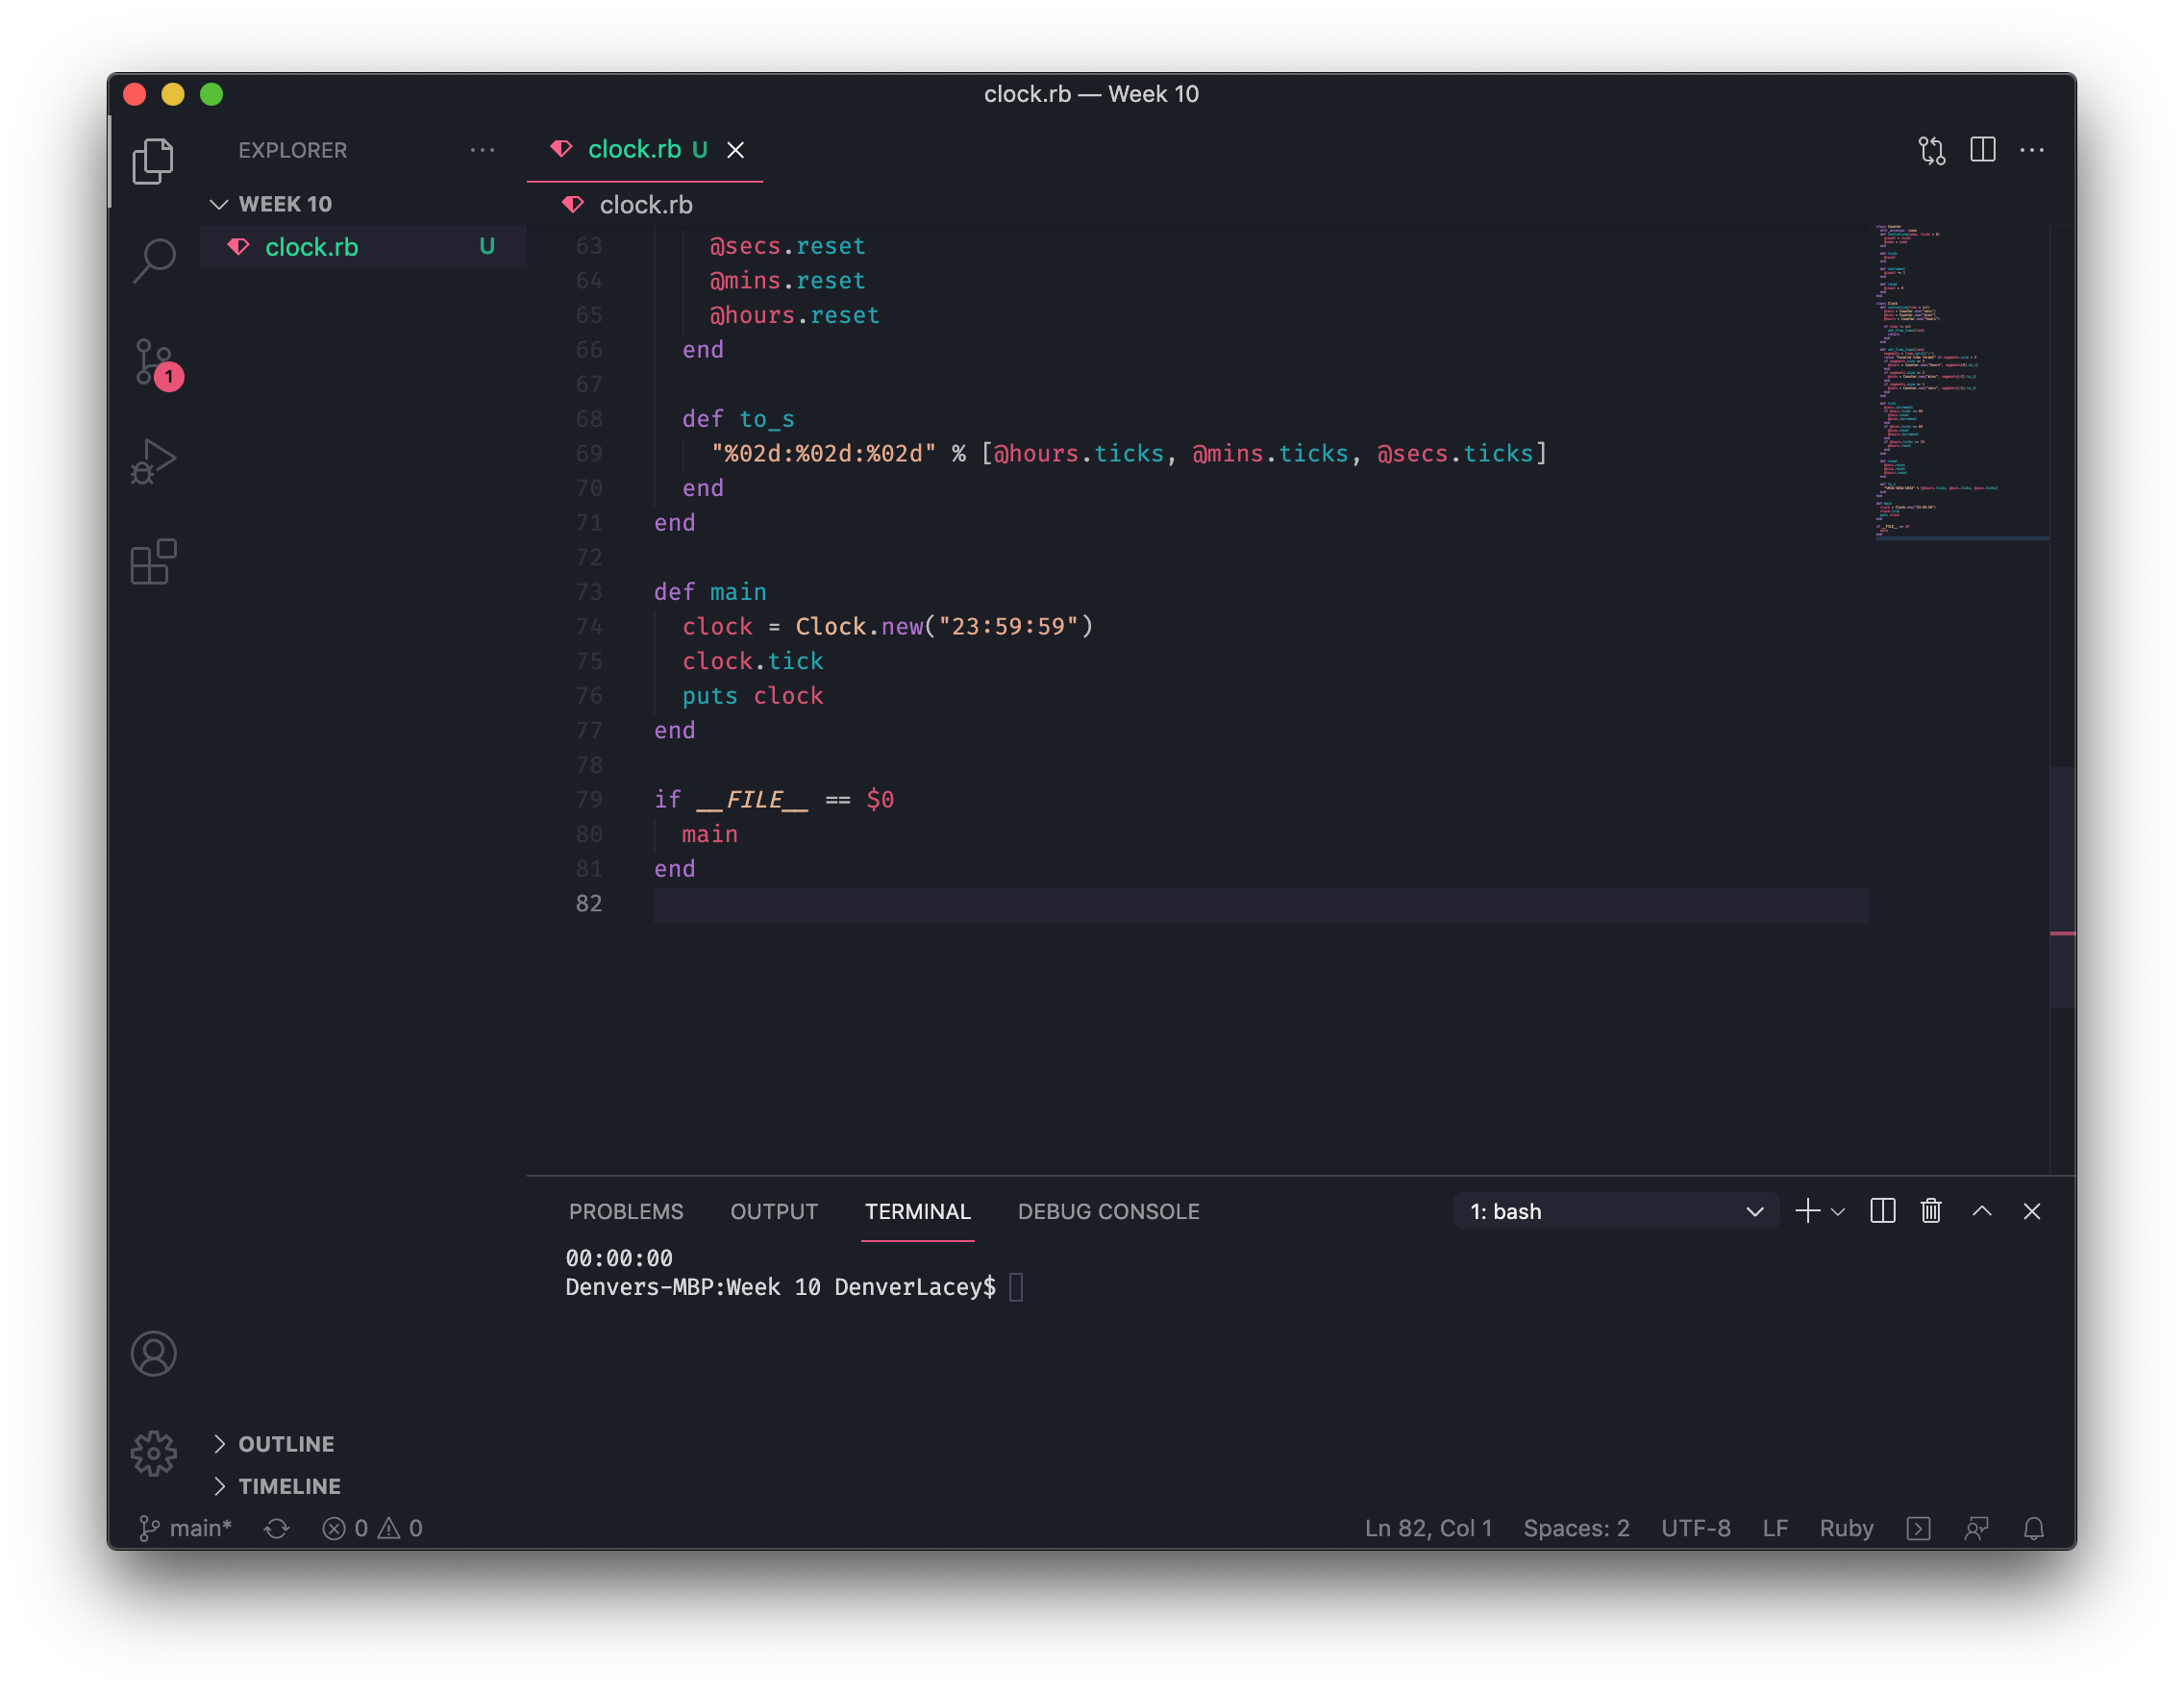 clock.rb — Week 10
EXPLORER
WEEK 10
clock.rb U
1
clock.rb U
clock.rb
63 @secs.reset
64 @mins.reset
65 @hours.reset
66 end
67
68 def to_s
69 "%02d:%02d:%02d" % [@hours.ticks, @mins.ticks, @secs.ticks]
70 end
71 end
72
73 def main
74 clock = Clock.new("23:59:59")
75 clock.tick
76 puts clock
77 end
78
79 if __FILE__ == $0
80 main
81 end
82
PROBLEMS OUTPUT TERMINAL DEBUG CONSOLE 1: bash
00:00:00
Denvers-MBP:Week 10 DenverLacey$
OUTLINE
TIMELINE
main* 0 0 Ln 82, Col 1 Spaces: 2 UTF-8 LF Ruby